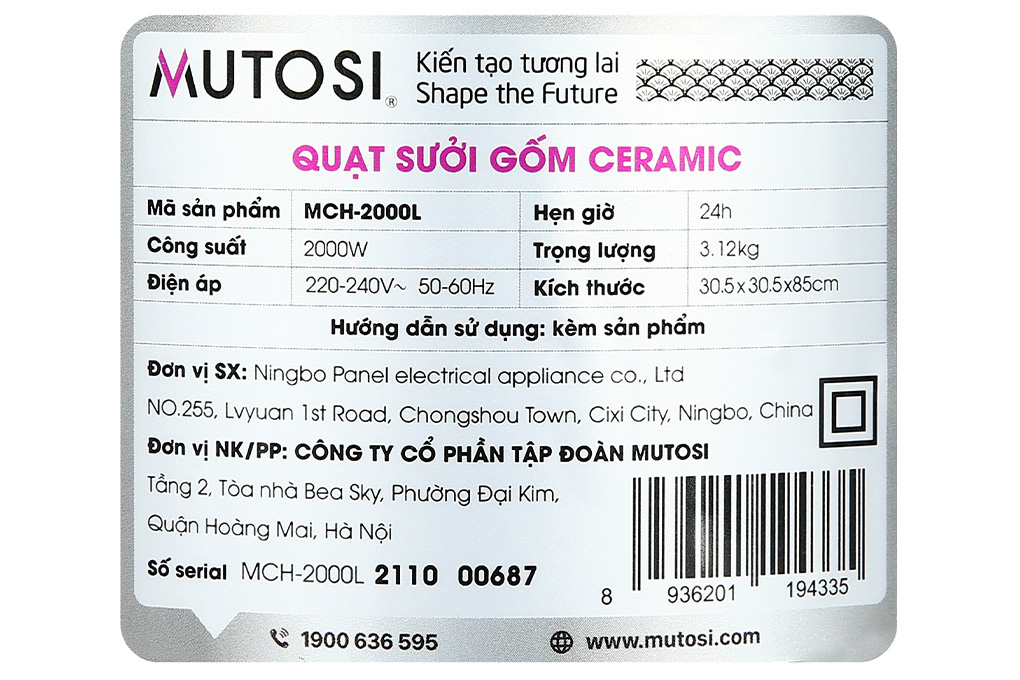 MUTOSI® Kiến tạo tương lai
Shape the Future
QUẠT SƯỞI GỐM CERAMIC
Mã sản phẩm MCH-2000L Hẹn giờ 24h
Công suất 2000W Trọng lượng 3.12kg
Điện áp 220-240V~ 50-60Hz Kích thước 30.5x30.5x85cm
Hướng dẫn sử dụng: kèm sản phẩm
Đơn vị SX: Ningbo Panel electrical appliance co., Ltd
NO.255, Lvyuan 1st Road, Chongshou Town, Cixi City, Ningbo, China
Đơn vị NK/PP: CÔNG TY CỔ PHẦN TẬP ĐOÀN MUTOSI
Tầng 2, Tòa nhà Bea Sky, Phường Đại Kim,
Quận Hoàng Mai, Hà Nội
Số serial MCH-2000L 2110 00687
8 936201 194335
1900 636 595 www.mutosi.com